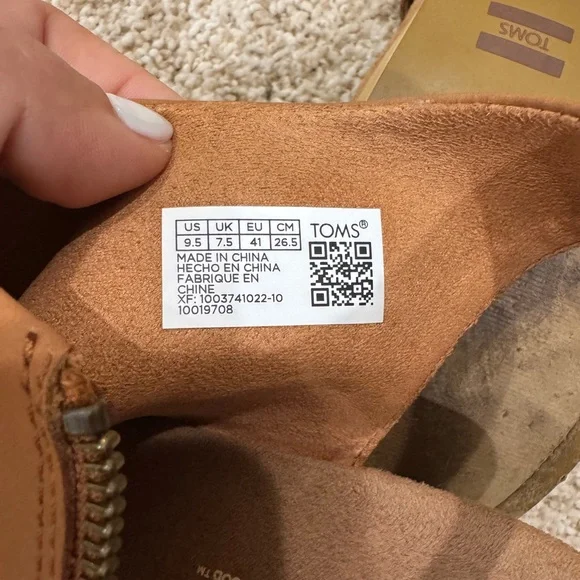 TOMS
US UK EU CM
9.5 7.5 41 26.5
TOMS®
MADE IN CHINA
HECHO EN CHINA
FABRIQUE EN
CHINE
XF: 1003741022-10
10019708